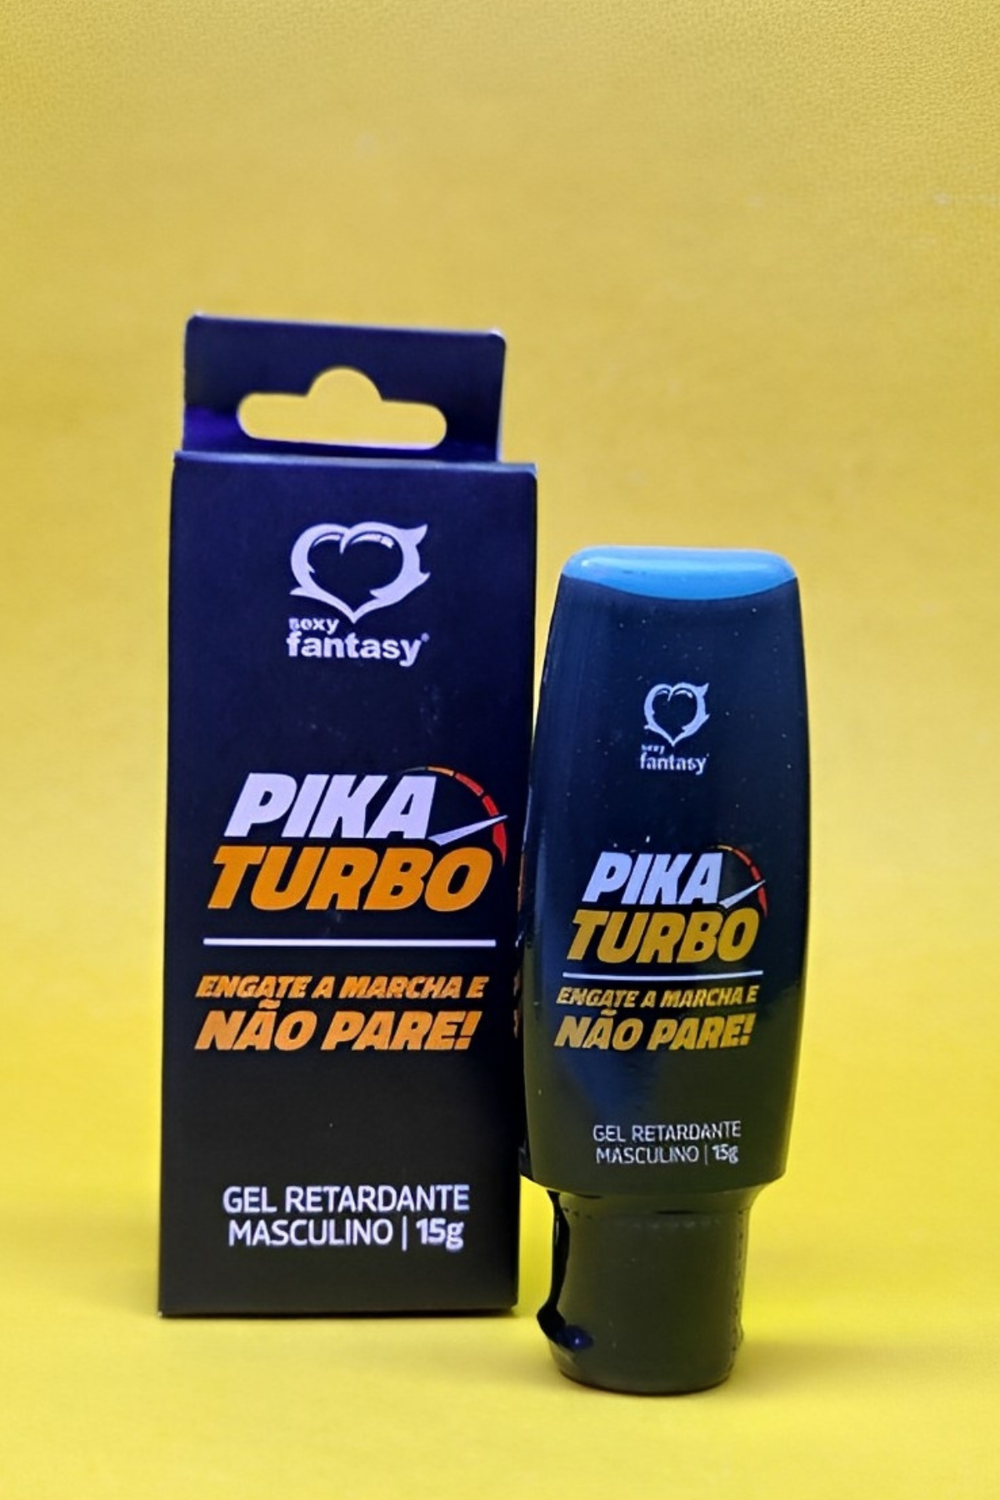 sexy
fantasy®
PIKA
TURBO
ENGATE A MARCHA E
NÃO PARE!
GEL RETARDANTE
MASCULINO | 15g
sexy
fantasy
PIKA
TURBO
ENGATE A MARCHA E
NÃO PARE!
GEL RETARDANTE
MASCULINO | 15g